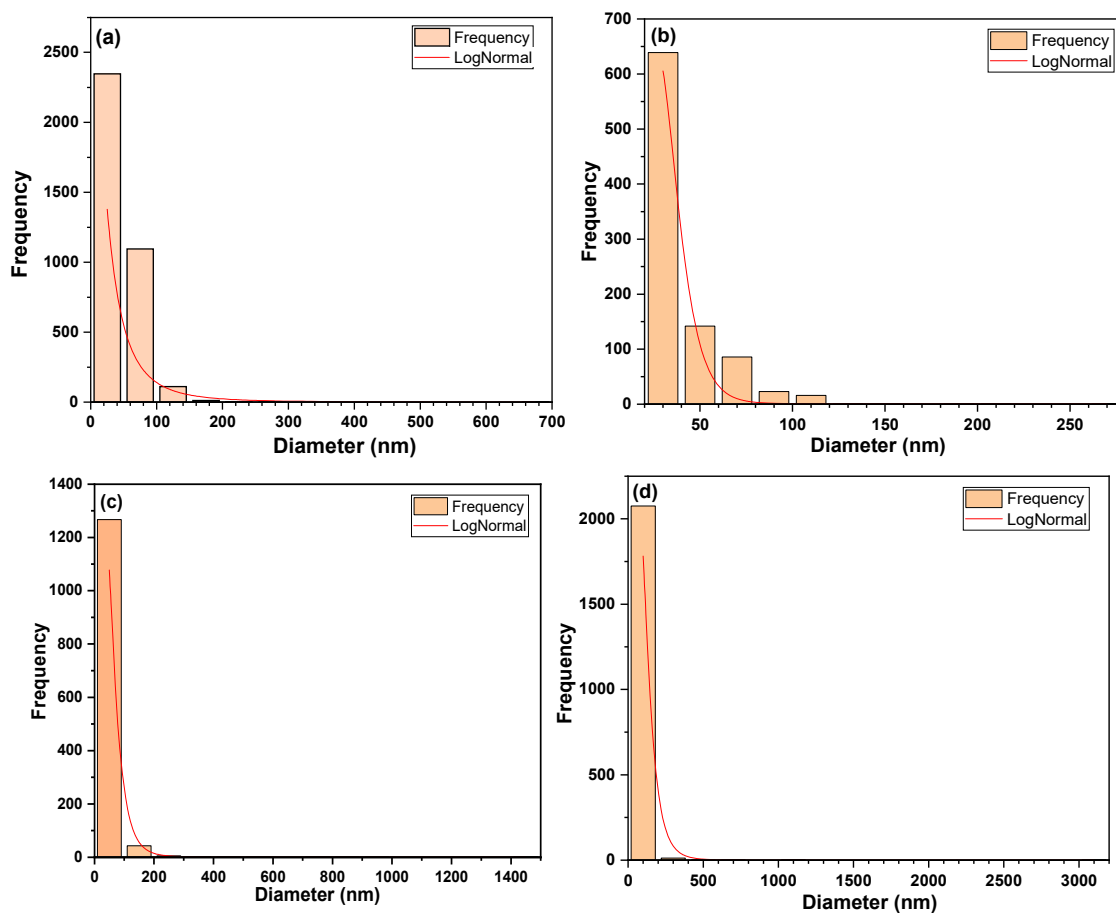 (a)
Frequency
LogNormal
2500
2000
1500
1000
500
0
Frequency
0 100 200 300 400 500 600 700
Diameter (nm)
(b)
Frequency
LogNormal
700
600
500
400
300
200
100
0
Frequency
50 100 150 200 250
Diameter (nm)
(c)
Frequency
LogNormal
1400
1200
1000
800
600
400
200
0
Frequency
0 200 400 600 800 1000 1200 1400
Diameter (nm)
(d)
Frequency
LogNormal
2000
1500
1000
500
0
Frequency
0 500 1000 1500 2000 2500 3000
Diameter (nm)